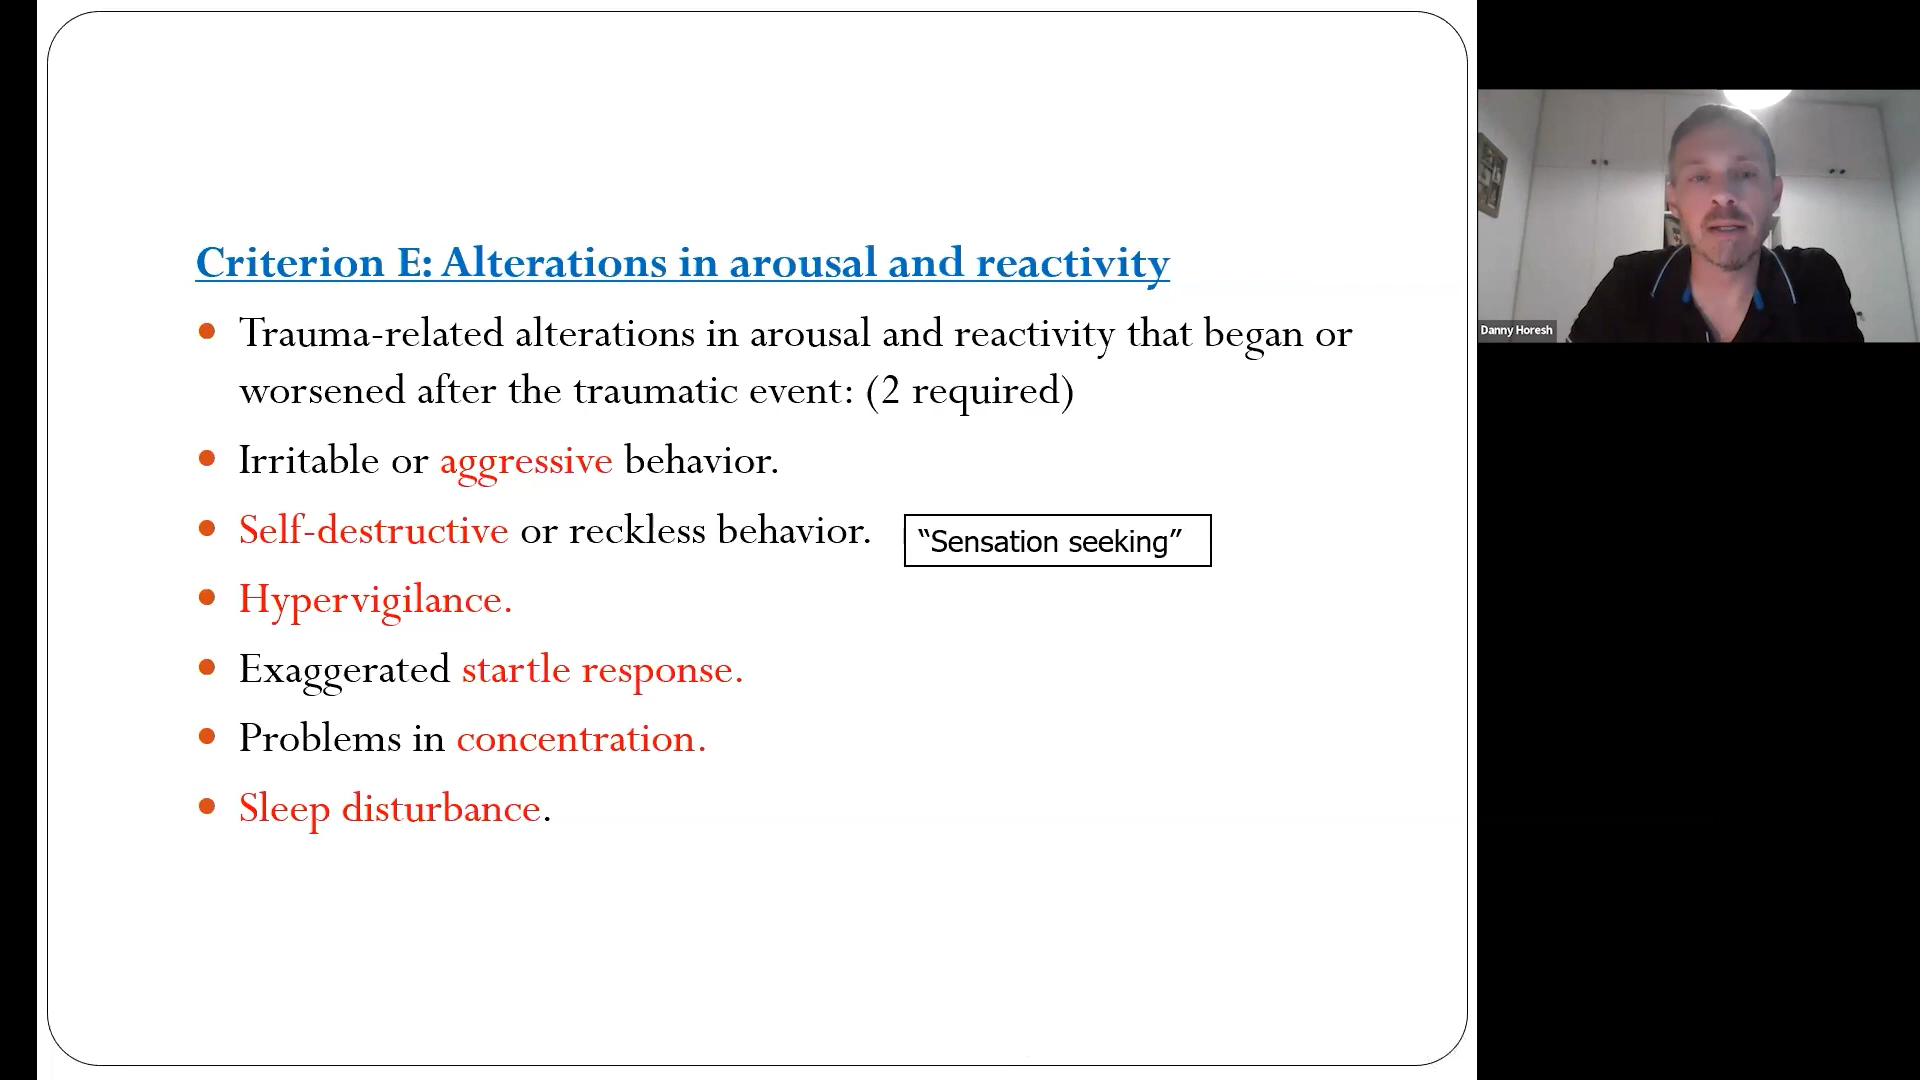 Criterion E: Alterations in arousal and reactivity
• Trauma-related alterations in arousal and reactivity that began or
worsened after the traumatic event: (2 required)
• Irritable or aggressive behavior.
• Self-destructive or reckless behavior.
“Sensation seeking”
• Hypervigilance.
• Exaggerated startle response.
• Problems in concentration.
• Sleep disturbance.
Danny Horesh